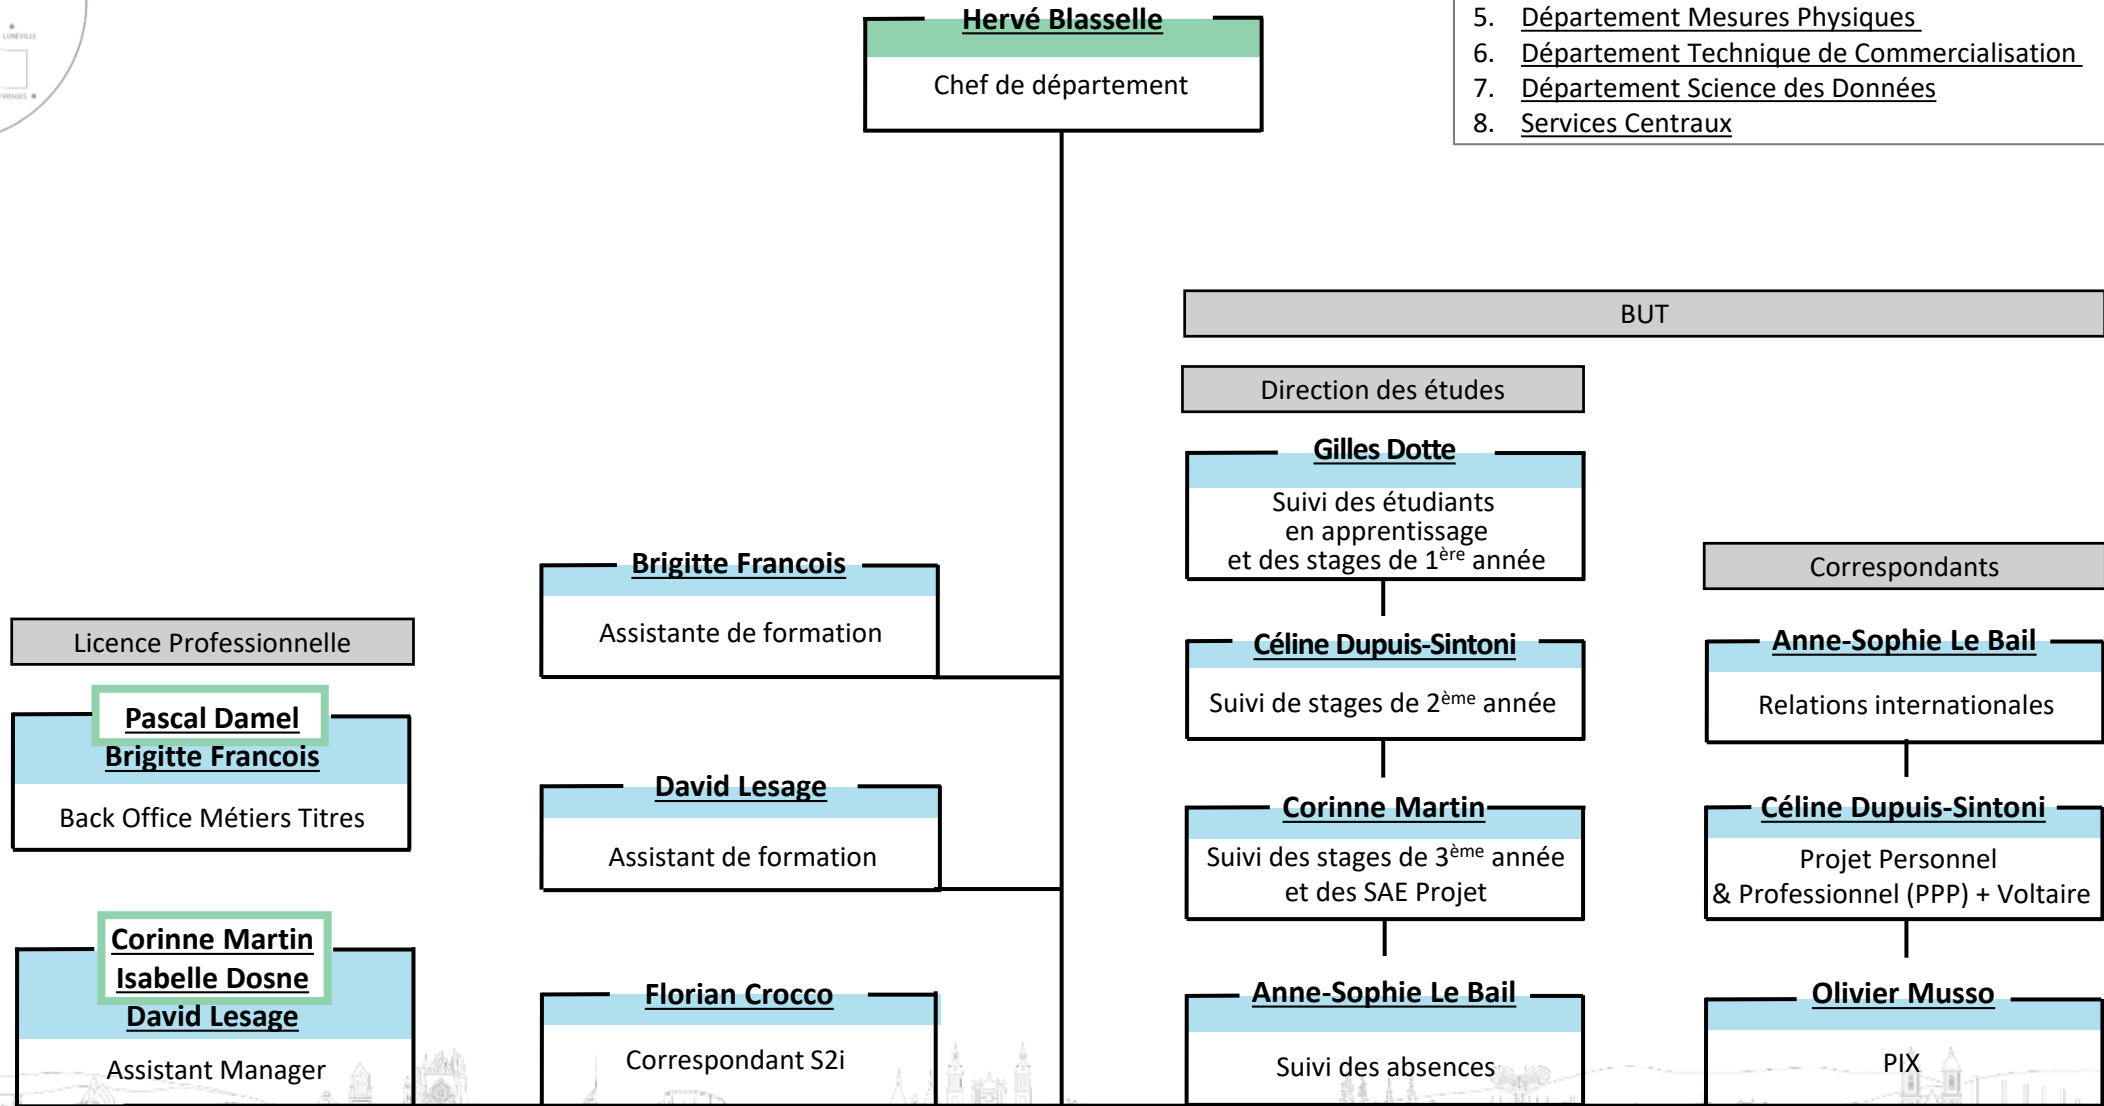 LUNÉVILLE
VOSGES
Hervé Blasselle
Chef de département
5. Département Mesures Physiques
6. Département Technique de Commercialisation
7. Département Science des Données
8. Services Centraux
BUT
Direction des études
Gilles Dotte
Suivi des étudiants
en apprentissage
et des stages de 1ère année
Céline Dupuis-Sintoni
Suivi de stages de 2ème année
Corinne Martin
Suivi des stages de 3ème année
et des SAE Projet
Anne-Sophie Le Bail
Suivi des absences
Correspondants
Anne-Sophie Le Bail
Relations internationales
Céline Dupuis-Sintoni
Projet Personnel
& Professionnel (PPP) + Voltaire
Olivier Musso
PIX
Brigitte Francois
Assistante de formation
David Lesage
Assistant de formation
Florian Crocco
Correspondant S2i
Licence Professionnelle
Pascal Damel
Brigitte Francois
Back Office Métiers Titres
Corinne Martin
Isabelle Dosne
David Lesage
Assistant Manager